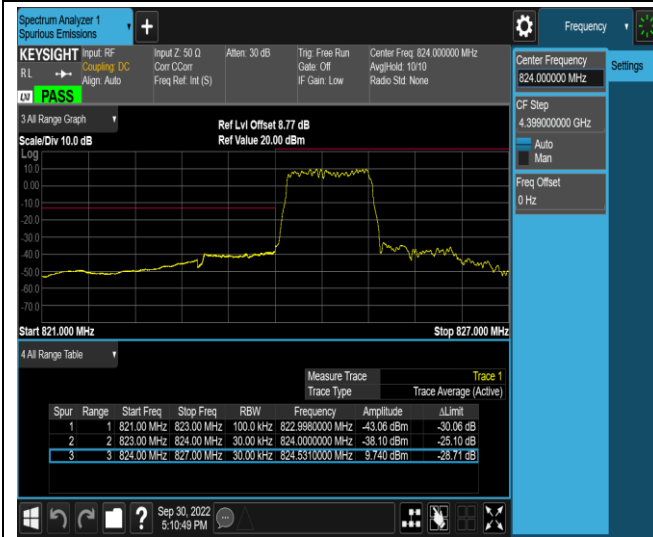 Spectrum Analyzer 1
Spurious Emissions
+
Frequency
KEYSIGHT
RL
PASS
Input: RF
Coupling: DC
Align: Auto
Input Z: 50 Ω
Corr CCorr
Freq Ref: Int (S)
Atten: 30 dB
Trig: Free Run
Gate: Off
IF Gain: Low
Center Freq: 824.000000 MHz
Avg|Hold: 10/10
Radio Std: None
Center Frequency
824.000000 MHz
Settings
CF Step
4.399000000 GHz
Auto
Man
Freq Offset
0 Hz
3 All Range Graph
Scale/Div 10.0 dB
Ref Lvl Offset 8.77 dB
Ref Value 20.00 dBm
Log
10.0
0.00
-10.0
-20.0
-30.0
-40.0
-50.0
-60.0
-70.0
Start 821.000 MHz
Stop 827.000 MHz
4 All Range Table
Measure Trace Trace 1
Trace Type Trace Average (Active)
Spur Range Start Freq Stop Freq RBW Frequency Amplitude ΔLimit
1 1 821.00 MHz 823.00 MHz 100.0 kHz 822.9980000 MHz -43.06 dBm -30.06 dB
2 2 823.00 MHz 824.00 MHz 30.00 kHz 824.0000000 MHz -38.10 dBm -25.10 dB
3 3 824.00 MHz 827.00 MHz 30.00 kHz 824.5310000 MHz 9.740 dBm -28.71 dB
?
Sep 30, 2022
5:10:49 PM